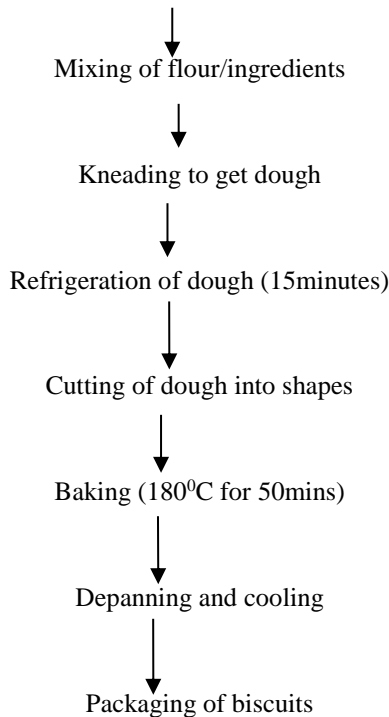 Mixing of flour/ingredients
Kneading to get dough
Refrigeration of dough (15minutes)
Cutting of dough into shapes
Baking (180⁰C for 50mins)
Depanning and cooling
Packaging of biscuits